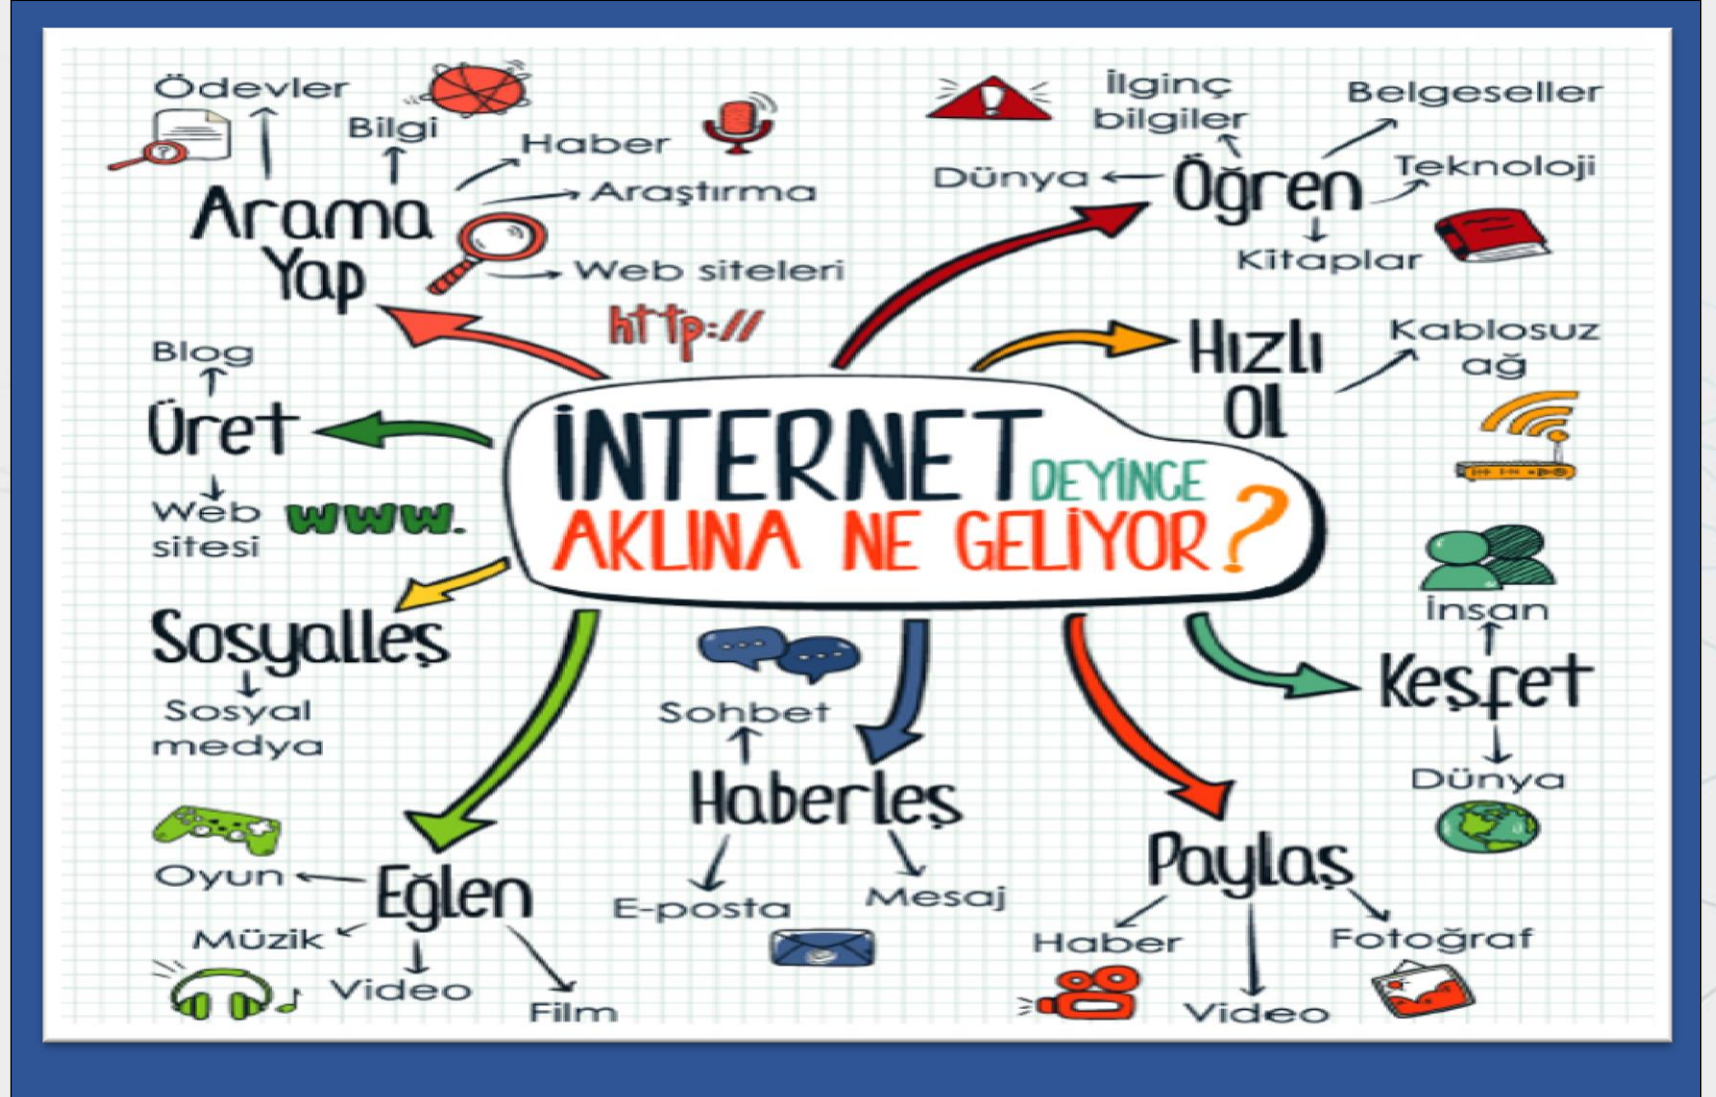 Ödevler
Bilgi
Haber
Araştırma
Arama
Yap
Web siteleri
http://
İlginç
bilgiler
Belgeseller
Dünya
Öğren
Teknoloji
Kitaplar
Blog
Üret
Web
sitesi
www.
Hızlı
Ol
Kablosuz
ağ
İNTERNET DEYİNCE
AKLINA NE GELİYOR?
Sosyalleş
Sosyal
medya
İnsan
Keşfet
Dünya
Sohbet
Haberleş
E-posta
Mesaj
Oyun
Eğlen
Müzik
Video
Film
Paylaş
Haber
Video
Fotoğraf